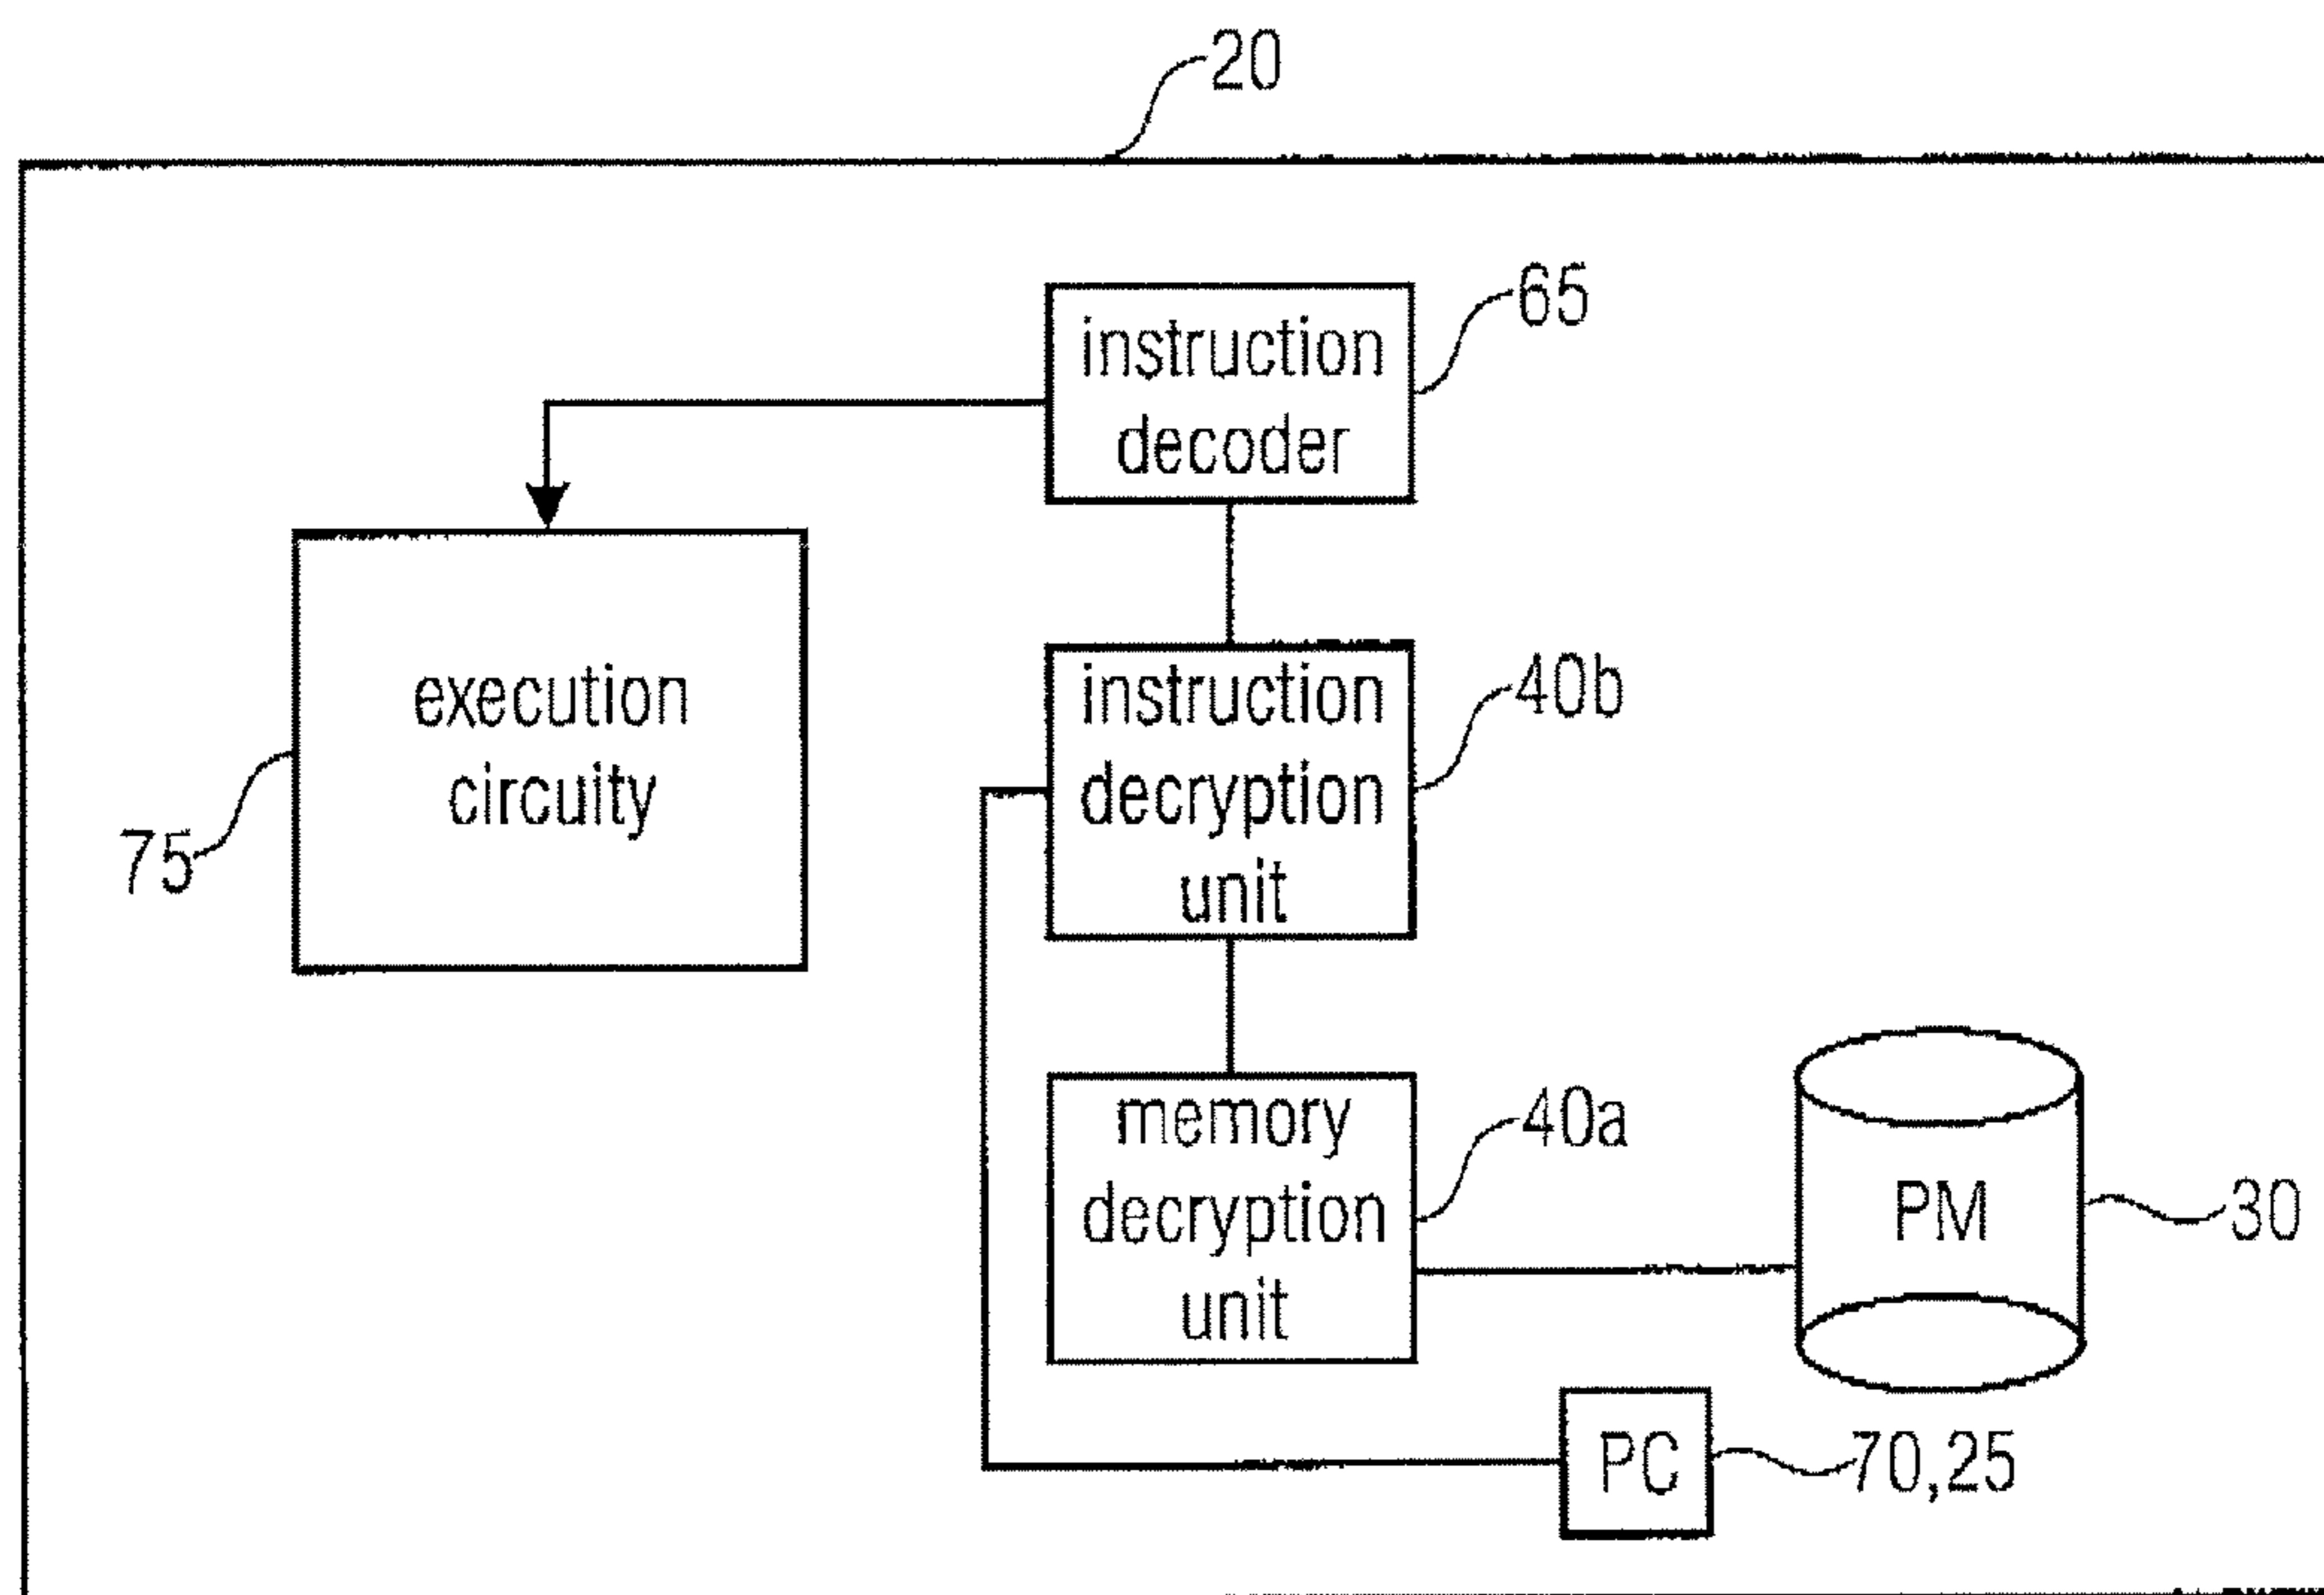 20
instruction
decoder
65
execution
circuity
75
instruction
decryption
unit
40b
memory
decryption
unit
40a
PM
30
PC
70,25